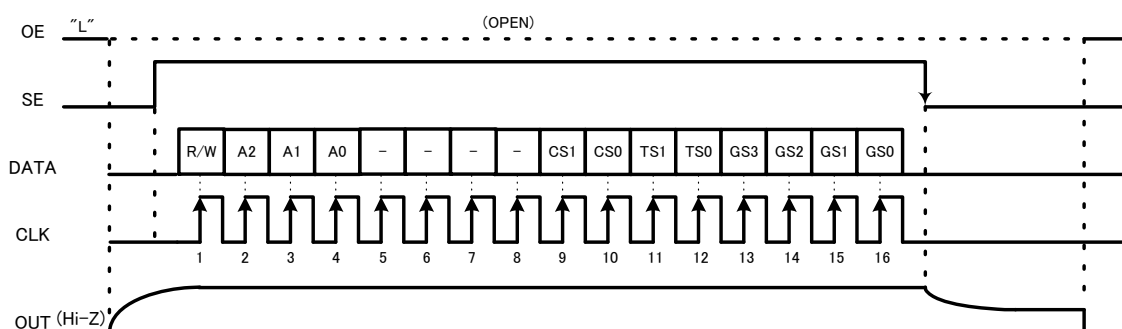 OE "L" (OPEN)
SE
DATA R/W A2 A1 A0 - - - - CS1 CS0 TS1 TS0 GS3 GS2 GS1 GS0
CLK
1 2 3 4 5 6 7 8 9 10 11 12 13 14 15 16
OUT (Hi-Z)